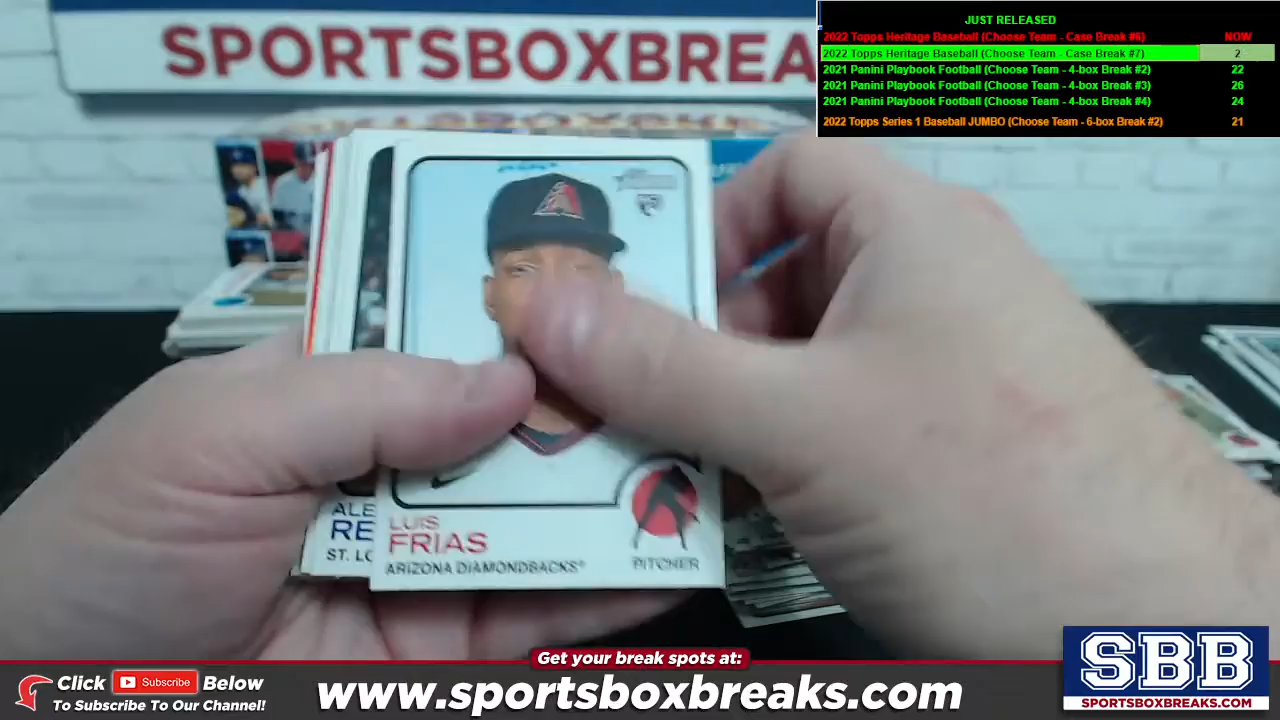 SPORTSBOXBREA
JUST RELEASED
2022 Topps Heritage Baseball (Choose Team - Case Break #6) NOW
2022 Topps Heritage Baseball (Choose Team - Case Break #7) 2
2021 Panini Playbook Football (Choose Team - 4-box Break #2) 22
2021 Panini Playbook Football (Choose Team - 4-box Break #3) 26
2021 Panini Playbook Football (Choose Team - 4-box Break #4) 24
2022 Topps Series 1 Baseball JUMBO (Choose Team - 6-box Break #2) 21
ALE
RE
ST. LO
LUIS
FRIAS
ARIZONA DIAMONDBACKS®
PITCHER
Get your break spots at:
Click Subscribe Below
To Subscribe To Our Channel!
www.sportsboxbreaks.com
SBB
SPORTSBOXBREAKS.COM